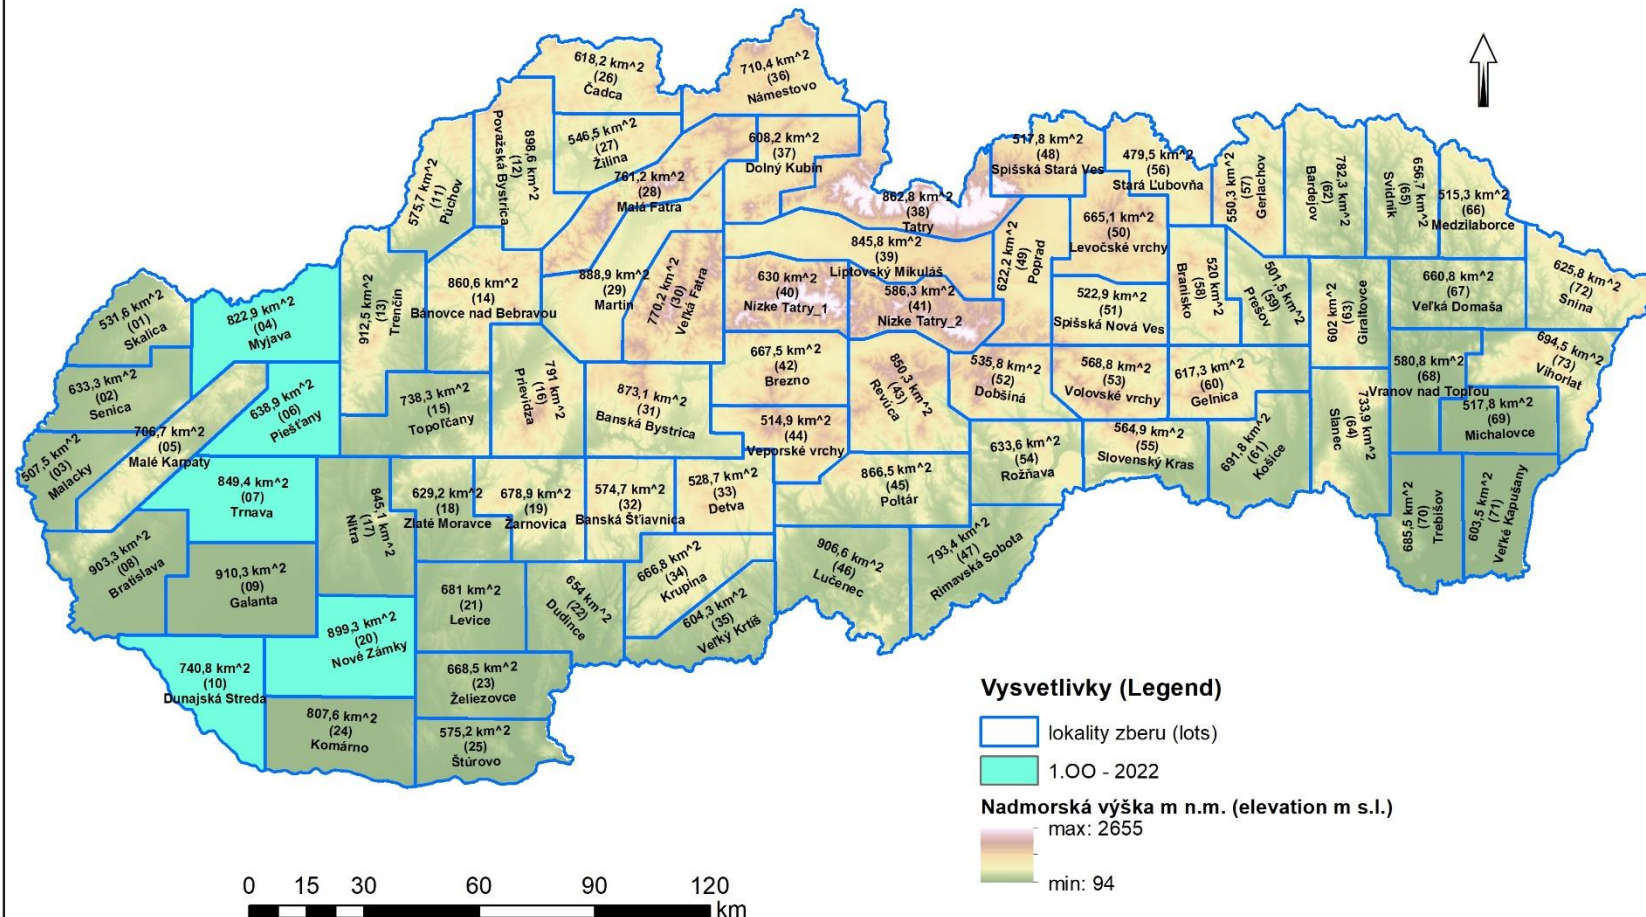 618,2 km^2
(26)
Čadca
710,4 km^2
(36)
Námestovo
898,6 km^2
(12)
Považská Bystrica
546,5 km^2
(27)
Žilina
608,2 km^2
(37)
Dolný Kubín
517,8 km^2
(48)
Spišská Stará Ves
479,5 km^2
(56)
Stará Ľubovňa
550,3 km^2
(57)
Gerlachov
782,3 km^2
(62)
Bardejov
656,7 km^2
(65)
Svidník
515,3 km^2
(66)
Medzilaborce
575,7 km^2
(11)
Púchov
761,2 km^2
(28)
Malá Fatra
862,8 km^2
(38)
Tatry
665,1 km^2
(50)
Levočské vrchy
845,8 km^2
(39)
Liptovský Mikuláš
622,2 km^2
(49)
Poprad
520 km^2
(58)
Branisko
501,5 km^2
(59)
Prešov
602 km^2
(63)
Giraltovce
660,8 km^2
(67)
Veľká Domaša
625,8 km^2
(72)
Snina
531,6 km^2
(01)
Skalica
822,9 km^2
(04)
Myjava
912,5 km^2
(13)
Trenčín
860,6 km^2
(14)
Bánovce nad Bebravou
888,9 km^2
(29)
Martin
770,2 km^2
(30)
Veľká Fatra
630 km^2
(40)
Nízke Tatry_1
586,3 km^2
(41)
Nízke Tatry_2
522,9 km^2
(51)
Spišská Nová Ves
633,3 km^2
(02)
Senica
638,9 km^2
(06)
Piešťany
738,3 km^2
(15)
Topoľčany
791 km^2
(16)
Prievidza
873,1 km^2
(31)
Banská Bystrica
667,5 km^2
(42)
Brezno
850,3 km^2
(43)
Revúca
535,8 km^2
(52)
Dobšiná
568,8 km^2
(53)
Volovské vrchy
617,3 km^2
(60)
Gelnica
580,8 km^2
(68)
Vranov nad Topľou
694,5 km^2
(73)
Vihorlat
507,5 km^2
(03)
Malacky
706,7 km^2
(05)
Malé Karpaty
514,9 km^2
(44)
Veporské vrchy
633,6 km^2
(54)
Rožňava
564,9 km^2
(55)
Slovenský Kras
691,8 km^2
(61)
Košice
733,9 km^2
(64)
Slanec
517,8 km^2
(69)
Michalovce
849,4 km^2
(07)
Trnava
845,1 km^2
(17)
Nitra
629,2 km^2
(18)
Zlaté Moravce
678,9 km^2
(19)
Žarnovica
574,7 km^2
(32)
Banská Šťiavnica
528,7 km^2
(33)
Detva
866,5 km^2
(45)
Poltár
685,5 km^2
(70)
Trebišov
603,5 km^2
(71)
Veľké Kapušany
903,3 km^2
(08)
Bratislava
910,3 km^2
(09)
Galanta
681 km^2
(21)
Levice
654 km^2
(22)
Dudince
666,8 km^2
(34)
Krupina
604,3 km^2
(35)
Veľký Krtíš
906,6 km^2
(46)
Lučenec
793,4 km^2
(47)
Rimavská Sobota
899,3 km^2
(20)
Nové Zámky
740,8 km^2
(10)
Dunajská Streda
668,5 km^2
(23)
Želiezovce
807,6 km^2
(24)
Komárno
575,2 km^2
(25)
Štúrovo
Vysvetlivky (Legend)
lokality zberu (lots)
1.OO - 2022
Nadmorská výška m n.m. (elevation m s.l.)
max: 2655
min: 94
0 15 30 60 90 120
km